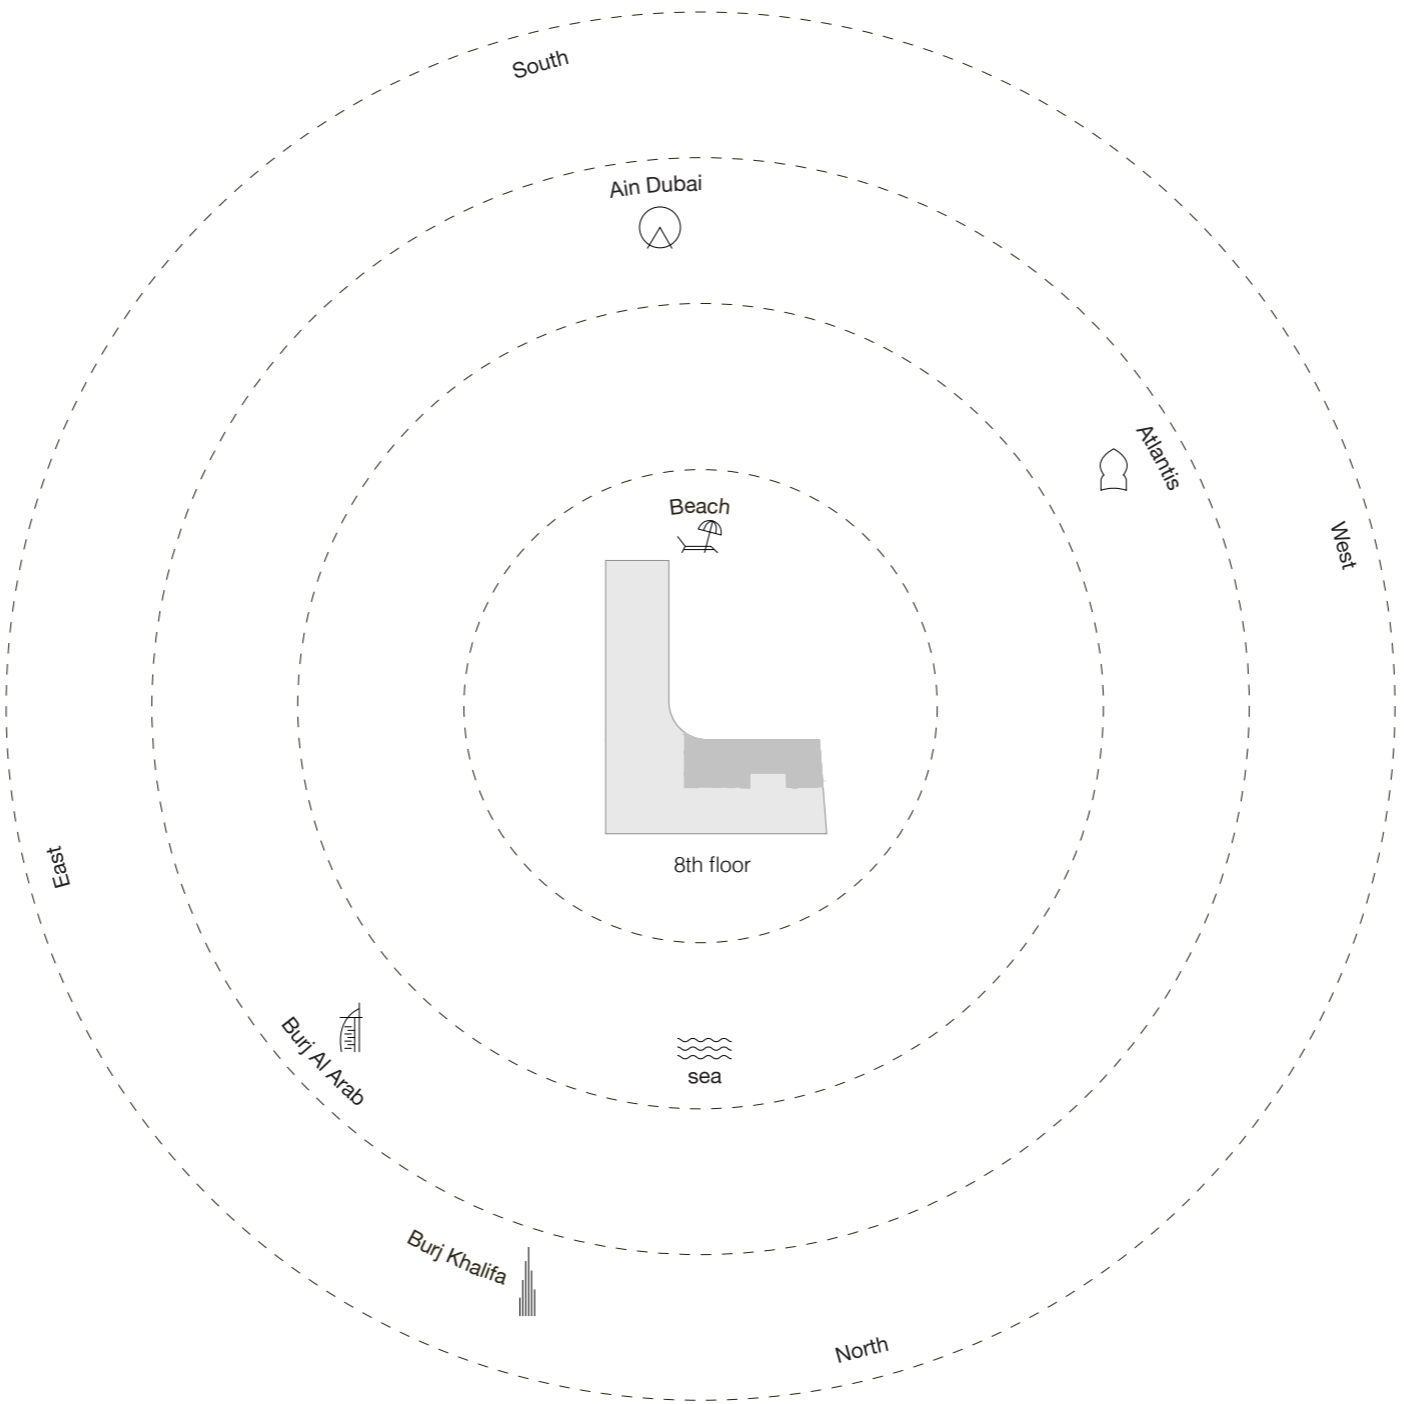 South
Ain Dubai
Atlantis
West
Beach
8th floor
East
Burj Al Arab
sea
Burj Khalifa
North